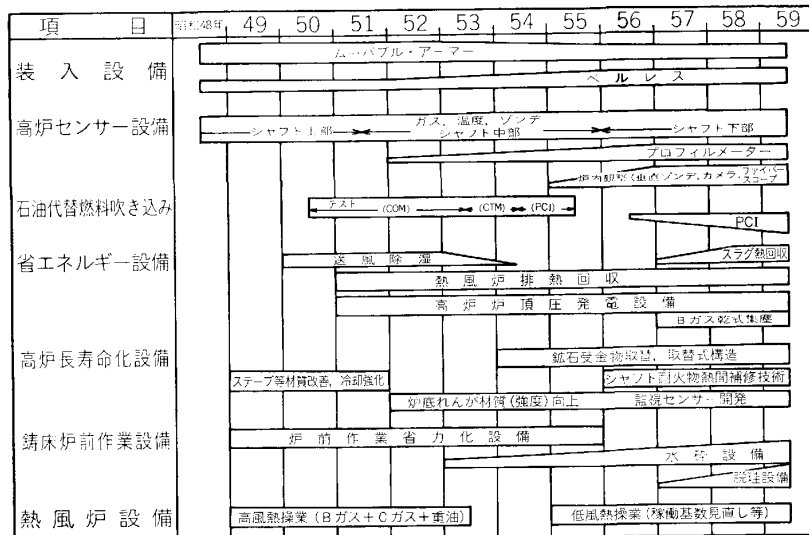 項 目 昭和48年 49 50 51 52 53 54 55 56 57 58 59
装入設備
ムーバブル・アーマー
ベルレス
高炉センサー設備
ガス，温度，ゾンデ
シャフト上部 シャフト中部 シャフト下部
プロフィルメーター
炉内観察(垂直ゾンデ，カメラ，ファイバースコープ
石油代替燃料吹き込み
テスト (COM) (CTM) (PCI)
PCI
省エネルギー設備
送風除湿
スラグ熱回収
熱風炉排熱回収
高炉炉頂圧発電設備
Bガス乾式集塵
高炉長寿命化設備
鉱石受金物取替，取替式構造
ステーブ等材質改善，冷却強化
シャフト耐火物熱間補修技術
炉底れんが材質(強度)向上
監視センサー開発
鋳床炉前作業設備
炉前作業省力化設備
水砕設備
脱珪設備
熱風炉設備
高風熱操業(Bガス+Cガス+重油)
低風熱操業(稼働基数見直し等)